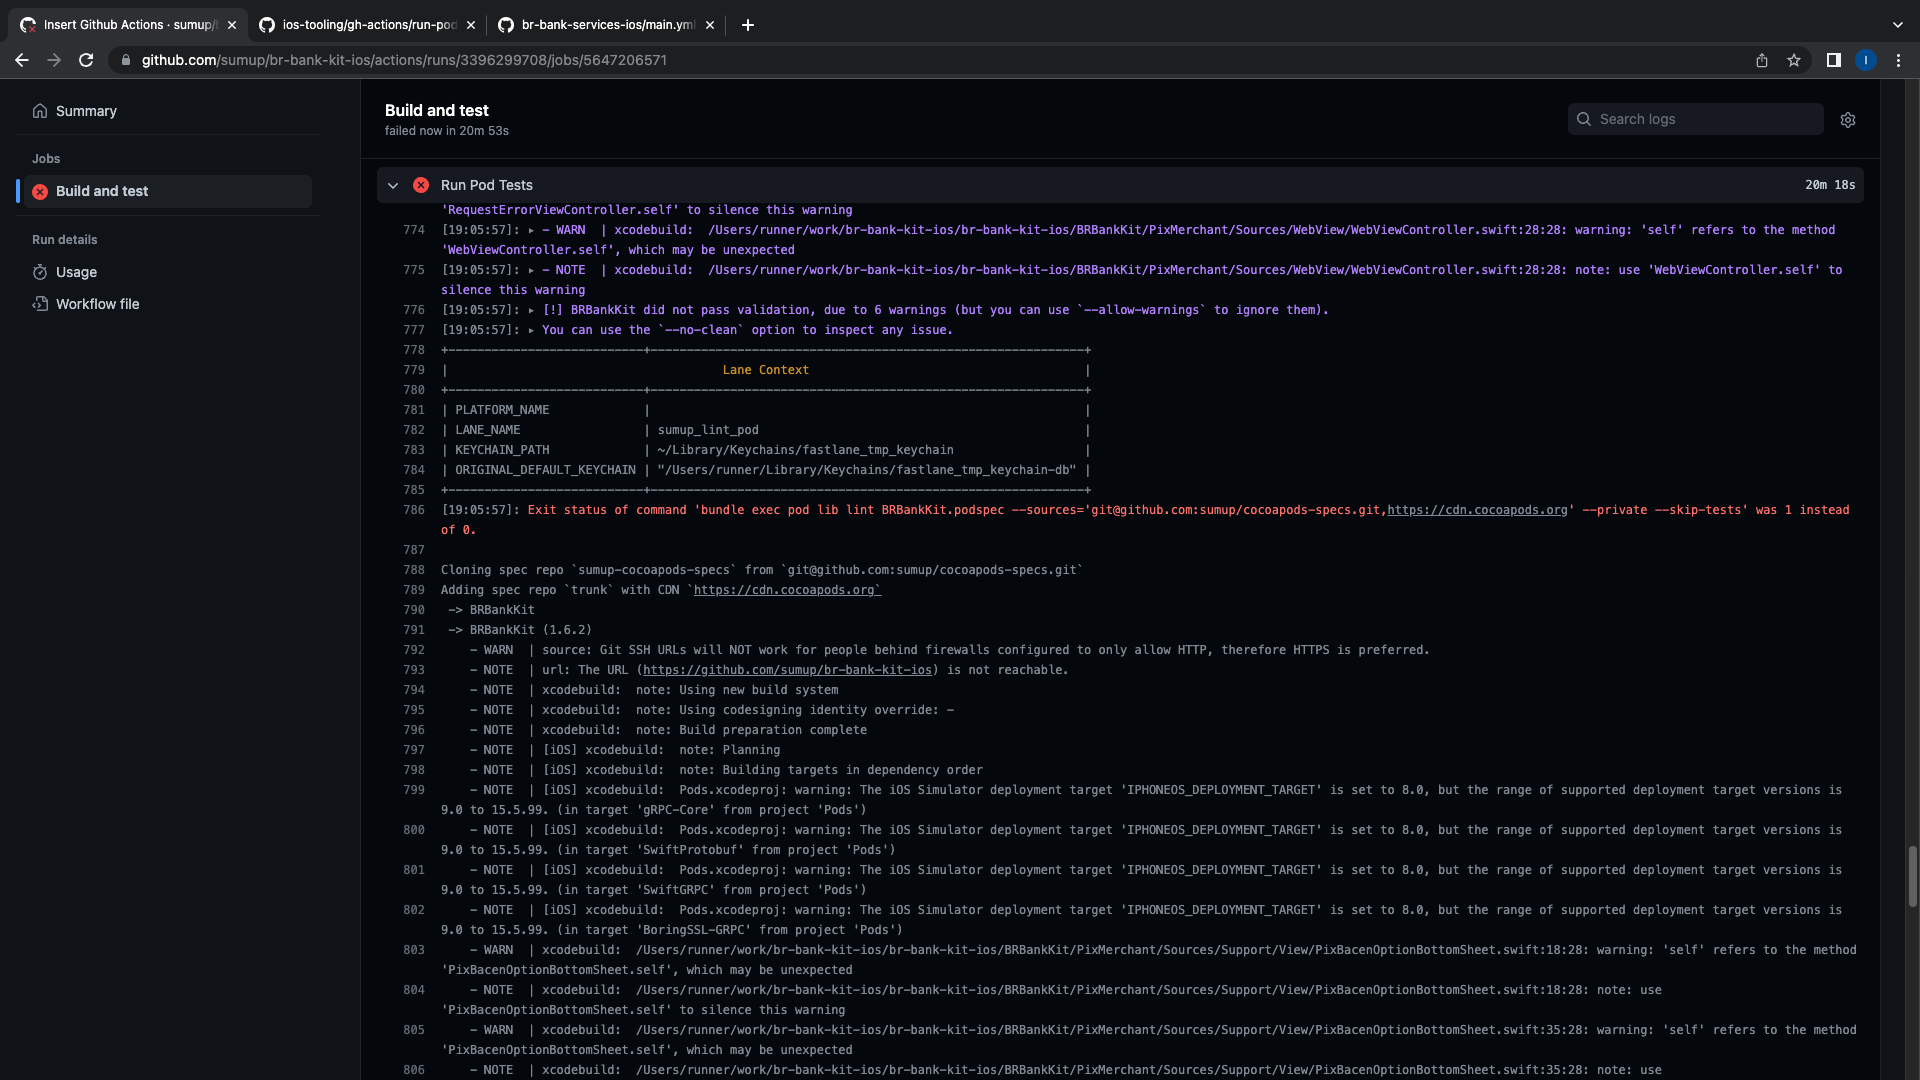 Insert Github Actions · sumup/b
ios-tooling/gh-actions/run-pod
br-bank-services-ios/main.yml
github.com/sumup/br-bank-kit-ios/actions/runs/3396299708/jobs/5647206571
I
Summary
Jobs
Build and test
Run details
Usage
Workflow file
Build and test
failed now in 20m 53s
Search logs
Run Pod Tests
20m 18s
'RequestErrorViewController.self' to silence this warning
774 [19:05:57]: ▸ - WARN  | xcodebuild:  /Users/runner/work/br-bank-kit-ios/br-bank-kit-ios/BRBankKit/PixMerchant/Sources/WebView/WebViewController.swift:28:28: warning: 'self' refers to the method
'WebViewController.self', which may be unexpected
775 [19:05:57]: ▸ - NOTE  | xcodebuild:  /Users/runner/work/br-bank-kit-ios/br-bank-kit-ios/BRBankKit/PixMerchant/Sources/WebView/WebViewController.swift:28:28: note: use 'WebViewController.self' to
silence this warning
776 [19:05:57]: ▸ [!] BRBankKit did not pass validation, due to 6 warnings (but you can use `--allow-warnings` to ignore them).
777 [19:05:57]: ▸ You can use the `--no-clean` option to inspect any issue.
778 +---------------------------+------------------------------------------------------------+
779 |                                      Lane Context                                      |
780 +---------------------------+------------------------------------------------------------+
781 | PLATFORM_NAME             |                                                            |
782 | LANE_NAME                 | sumup_lint_pod                                             |
783 | KEYCHAIN_PATH             | ~/Library/Keychains/fastlane_tmp_keychain                  |
784 | ORIGINAL_DEFAULT_KEYCHAIN | "/Users/runner/Library/Keychains/fastlane_tmp_keychain-db" |
785 +---------------------------+------------------------------------------------------------+
786 [19:05:57]: Exit status of command 'bundle exec pod lib lint BRBankKit.podspec --sources='git@github.com:sumup/cocoapods-specs.git,https://cdn.cocoapods.org' --private --skip-tests' was 1 instead
of 0.
787
788 Cloning spec repo `sumup-cocoapods-specs` from `git@github.com:sumup/cocoapods-specs.git`
789 Adding spec repo `trunk` with CDN `https://cdn.cocoapods.org`
790  -> BRBankKit
791  -> BRBankKit (1.6.2)
792     - WARN  | source: Git SSH URLs will NOT work for people behind firewalls configured to only allow HTTP, therefore HTTPS is preferred.
793     - NOTE  | url: The URL (https://github.com/sumup/br-bank-kit-ios) is not reachable.
794     - NOTE  | xcodebuild:  note: Using new build system
795     - NOTE  | xcodebuild:  note: Using codesigning identity override: -
796     - NOTE  | xcodebuild:  note: Build preparation complete
797     - NOTE  | [iOS] xcodebuild:  note: Planning
798     - NOTE  | [iOS] xcodebuild:  note: Building targets in dependency order
799     - NOTE  | [iOS] xcodebuild:  Pods.xcodeproj: warning: The iOS Simulator deployment target 'IPHONEOS_DEPLOYMENT_TARGET' is set to 8.0, but the range of supported deployment target versions is
9.0 to 15.5.99. (in target 'gRPC-Core' from project 'Pods')
800     - NOTE  | [iOS] xcodebuild:  Pods.xcodeproj: warning: The iOS Simulator deployment target 'IPHONEOS_DEPLOYMENT_TARGET' is set to 8.0, but the range of supported deployment target versions is
9.0 to 15.5.99. (in target 'SwiftProtobuf' from project 'Pods')
801     - NOTE  | [iOS] xcodebuild:  Pods.xcodeproj: warning: The iOS Simulator deployment target 'IPHONEOS_DEPLOYMENT_TARGET' is set to 8.0, but the range of supported deployment target versions is
9.0 to 15.5.99. (in target 'SwiftGRPC' from project 'Pods')
802     - NOTE  | [iOS] xcodebuild:  Pods.xcodeproj: warning: The iOS Simulator deployment target 'IPHONEOS_DEPLOYMENT_TARGET' is set to 8.0, but the range of supported deployment target versions is
9.0 to 15.5.99. (in target 'BoringSSL-GRPC' from project 'Pods')
803     - WARN  | xcodebuild:  /Users/runner/work/br-bank-kit-ios/br-bank-kit-ios/BRBankKit/PixMerchant/Sources/Support/View/PixBacenOptionBottomSheet.swift:18:28: warning: 'self' refers to the method
'PixBacenOptionBottomSheet.self', which may be unexpected
804     - NOTE  | xcodebuild:  /Users/runner/work/br-bank-kit-ios/br-bank-kit-ios/BRBankKit/PixMerchant/Sources/Support/View/PixBacenOptionBottomSheet.swift:18:28: note: use
'PixBacenOptionBottomSheet.self' to silence this warning
805     - WARN  | xcodebuild:  /Users/runner/work/br-bank-kit-ios/br-bank-kit-ios/BRBankKit/PixMerchant/Sources/Support/View/PixBacenOptionBottomSheet.swift:35:28: warning: 'self' refers to the method
'PixBacenOptionBottomSheet.self', which may be unexpected
806     - NOTE  | xcodebuild:  /Users/runner/work/br-bank-kit-ios/br-bank-kit-ios/BRBankKit/PixMerchant/Sources/Support/View/PixBacenOptionBottomSheet.swift:35:28: note: use